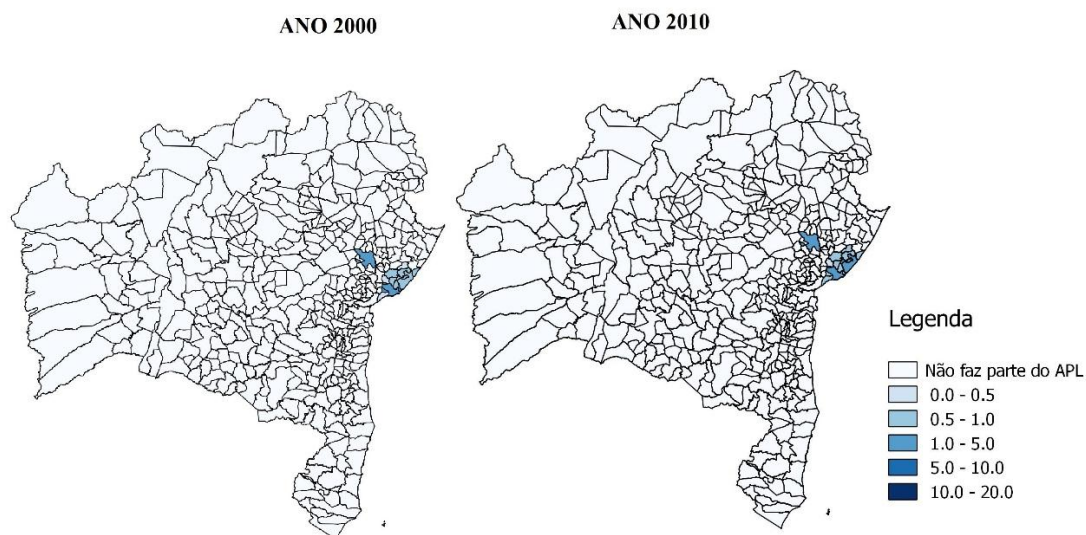 ANO 2000
ANO 2010
Legenda
Não faz parte do APL
0.0 - 0.5
0.5 - 1.0
1.0 - 5.0
5.0 - 10.0
10.0 - 20.0